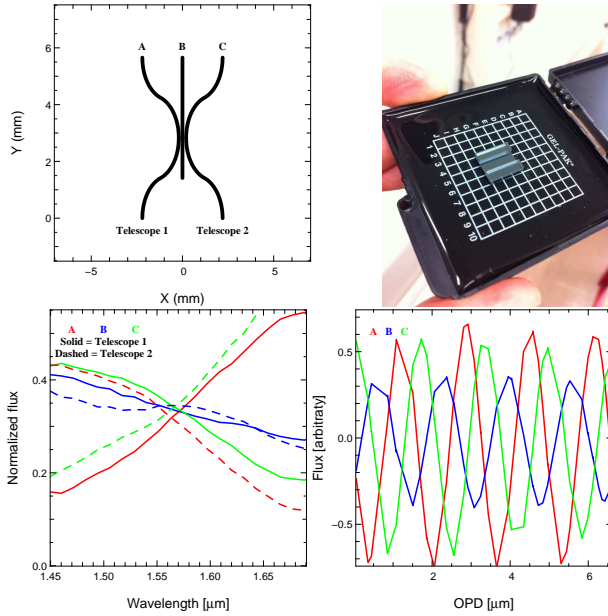 A B C
Telescope 1 Telescope 2
Y (mm)
6
4
2
0
−5 0 5
X (mm)
GEL-PAK
A B C D E F G H I J
1
2
3
4
5
6
7
8
9
10
A B C
Solid = Telescope 1
Dashed = Telescope 2
Normalized flux
0.4
0.2
0.0
1.45 1.50 1.55 1.60 1.65
Wavelength [μm]
A B C
Flux [arbitraty]
0.5
0.0
−0.5
2 4 6
OPD [μm]